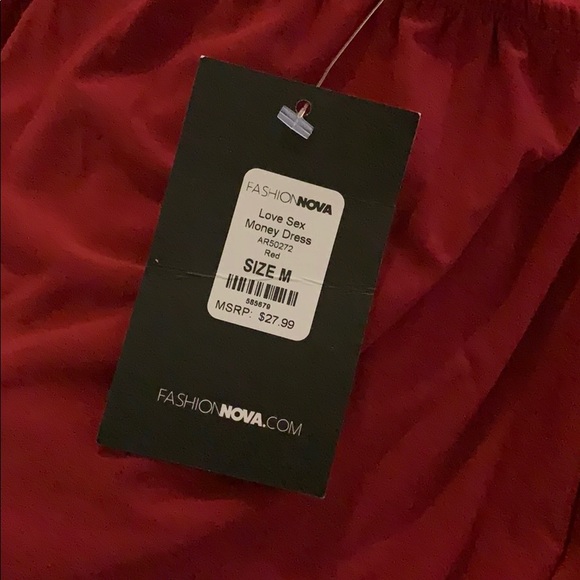 FASHIONNOVA
Love Sex
Money Dress
AR50272
Red
SIZE M
585879
MSRP: $27.99
FASHIONNOVA.COM